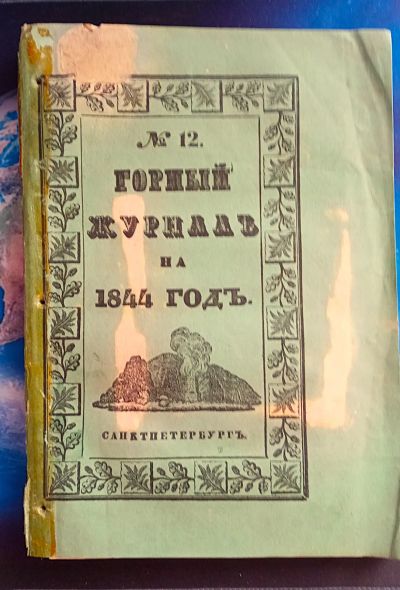 № 12.
ГОРНЫЙ
ЖУРНАЛЪ
НА
1844 ГОДЪ.
САНКТПЕТЕРБУРГЪ.